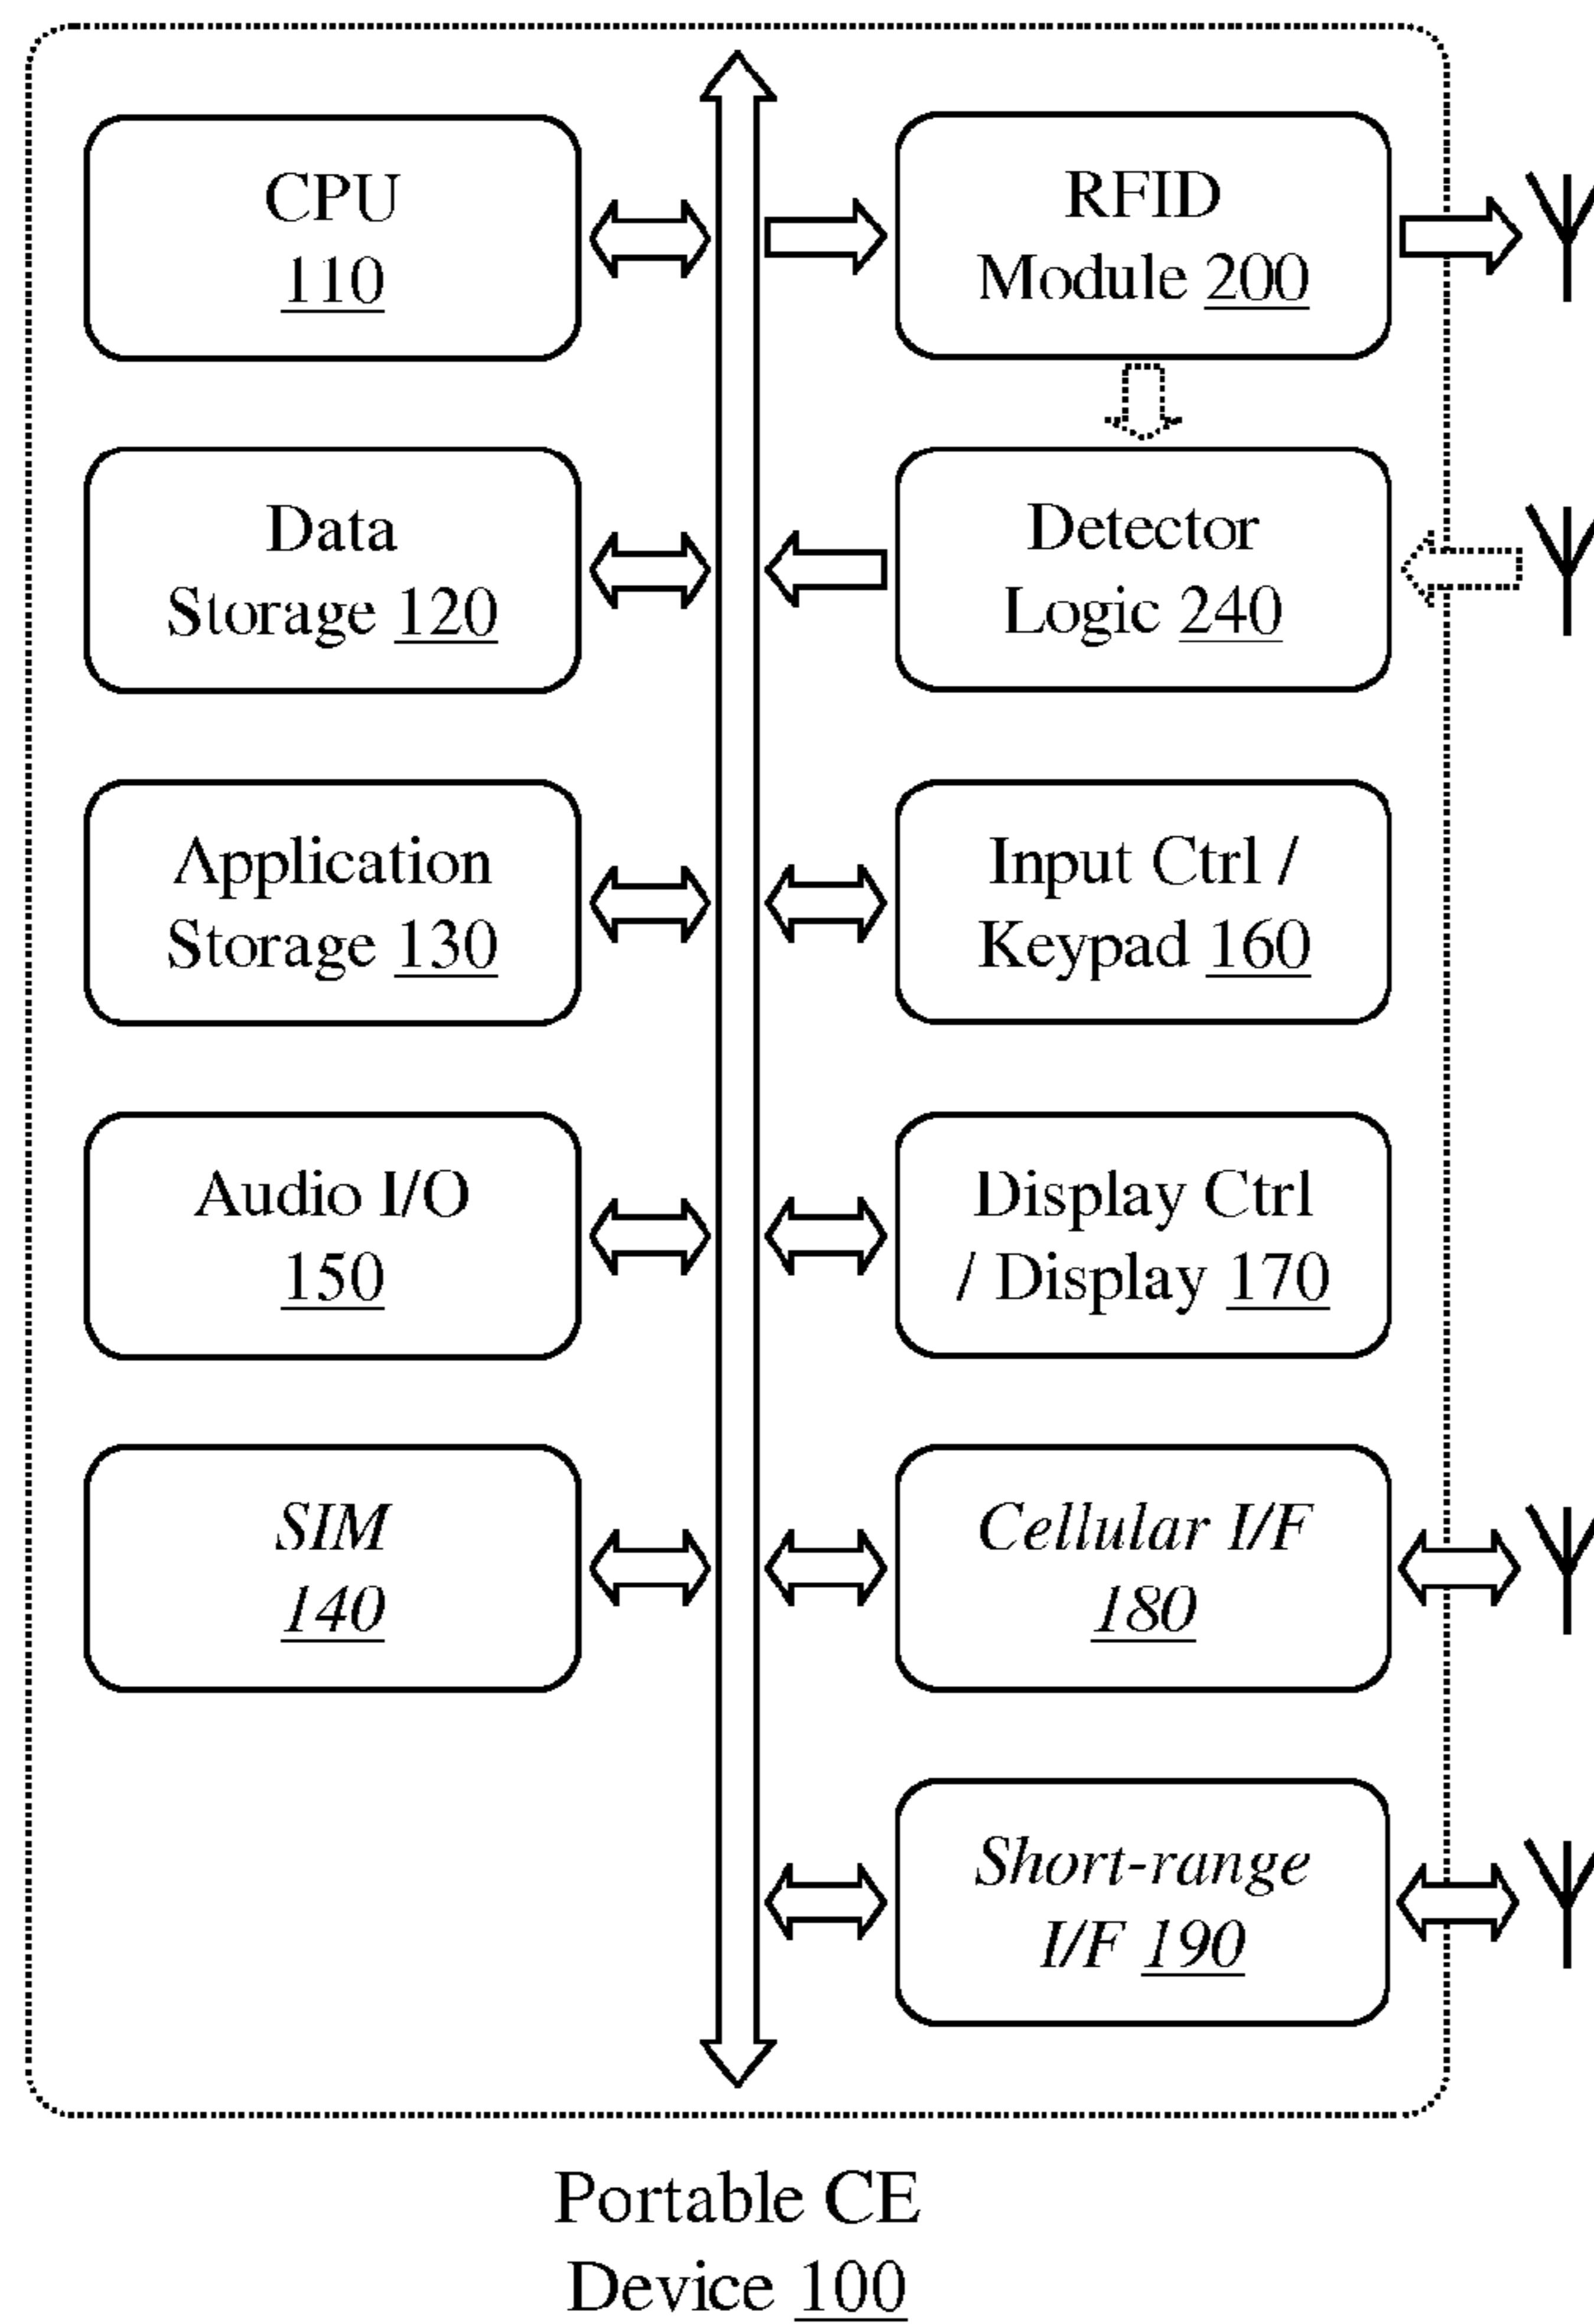 CPU
110
RFID
Module 200
Data
Storage 120
Detector
Logic 240
Application
Storage 130
Input Ctrl /
Keypad 160
Audio I/O
150
Display Ctrl
/ Display 170
SIM
140
Cellular I/F
180
Short-range
I/F 190
Portable CE
Device 100